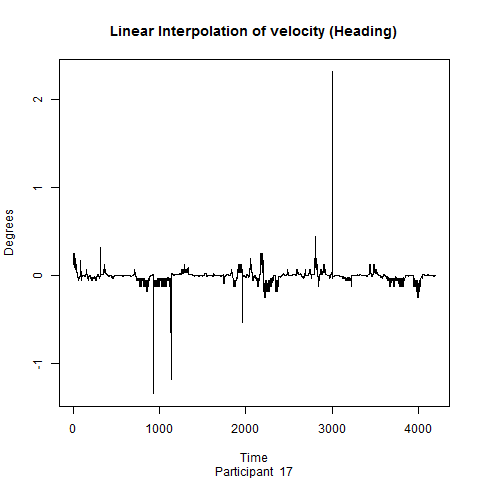 Linear Interpolation of velocity (Heading)
Degrees
2
1
0
-1
0 1000 2000 3000 4000
Time
Participant 17